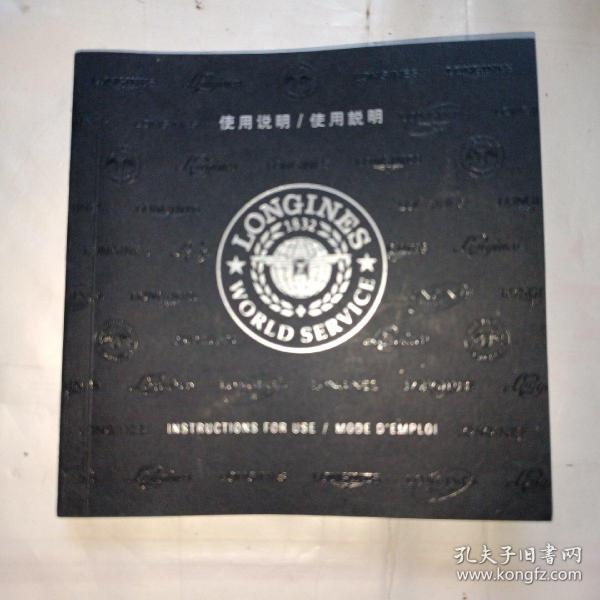 使用说明 / 使用説明
LONGINES
1832
WORLD SERVICE
INSTRUCTIONS FOR USE / MODE D'EMPLOI
孔夫子旧书网
www.kongfz.com